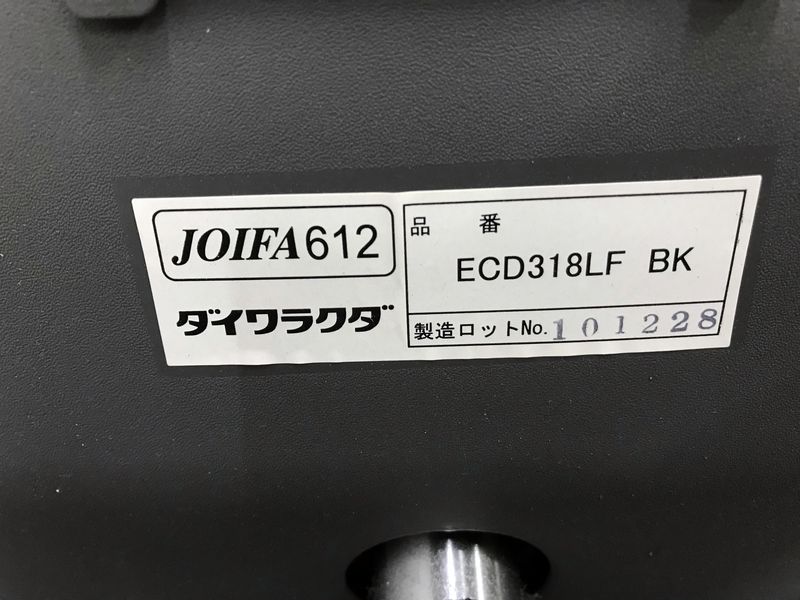 JOIFA612
ダイワラクダ
品 番
ECD318LF BK
製造ロットNo. 101228